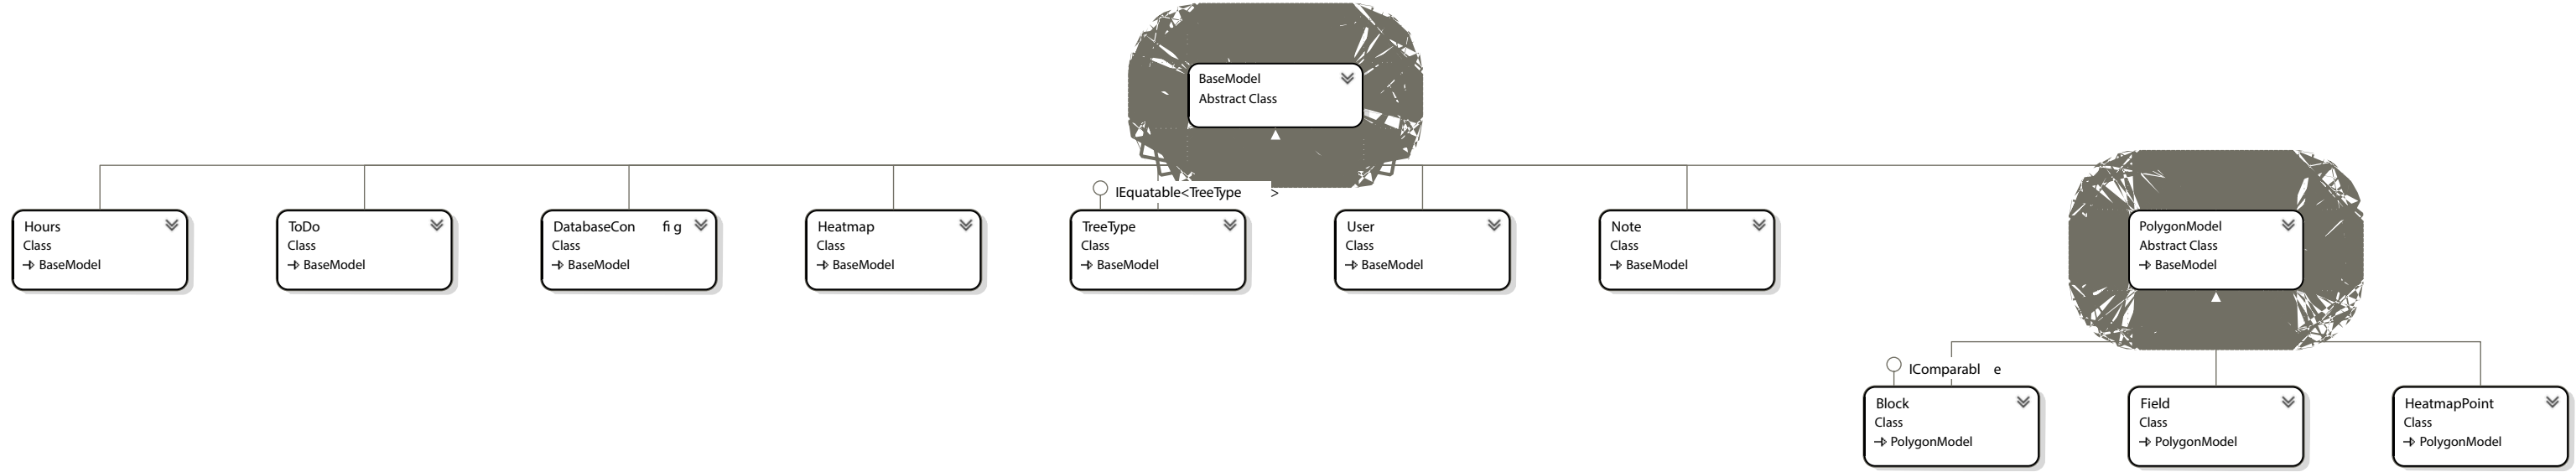 BaseModel
Abstract Class
IEquatable<TreeType >
Hours
Class
BaseModel
ToDo
Class
BaseModel
DatabaseCon fig
Class
BaseModel
Heatmap
Class
BaseModel
TreeType
Class
BaseModel
User
Class
BaseModel
Note
Class
BaseModel
PolygonModel
Abstract Class
BaseModel
IComparabl e
Block
Class
PolygonModel
Field
Class
PolygonModel
HeatmapPoint
Class
PolygonModel